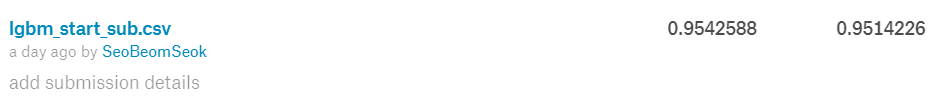 lgbm_start_sub.csv 0.9542588 0.9514226
a day ago by SeoBeomSeok
add submission details